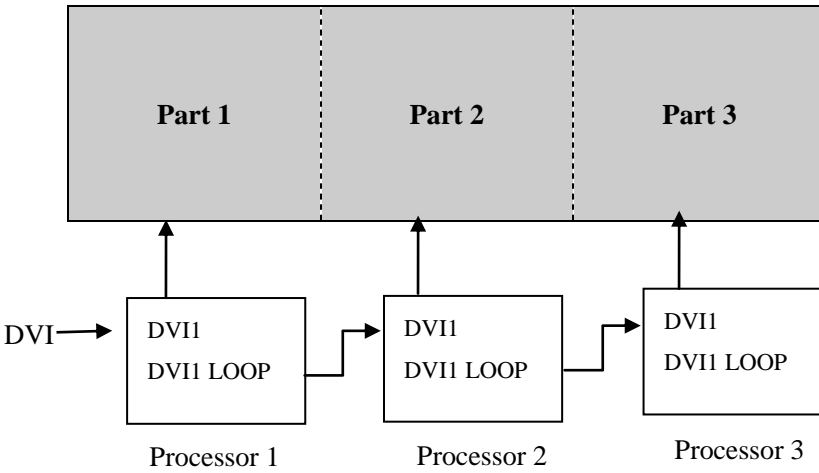 Part 1
Part 2
Part 3
DVI
DVI1
DVI1 LOOP
DVI1
DVI1 LOOP
DVI1
DVI1 LOOP
Processor 1
Processor 2
Processor 3